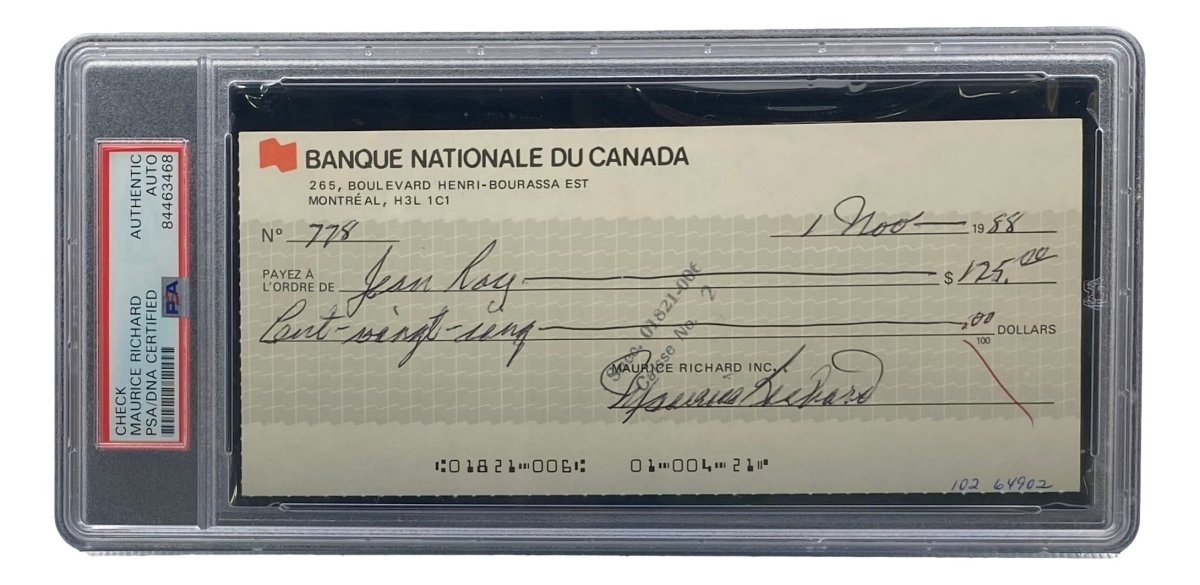 CHECK
MAURICE RICHARD
PSA/DNA CERTIFIED
AUTHENTIC
AUTO
84463468
PSA
BANQUE NATIONALE DU CANADA
265, BOULEVARD HENRI-BOURASSA EST
MONTRÉAL, H3L 1C1
Nº 778
1 Nov 1988
PAYEZ À L'ORDRE DE Jean Roy $ 125.00
Cent-vingt-cinq .00/100 DOLLARS
Succ. 01821-006
Caisse No. 2
MAURICE RICHARD INC.
Maurice Richard
⑆01821⑉006⑆ 01⑉004⑉21⑈
102 64902